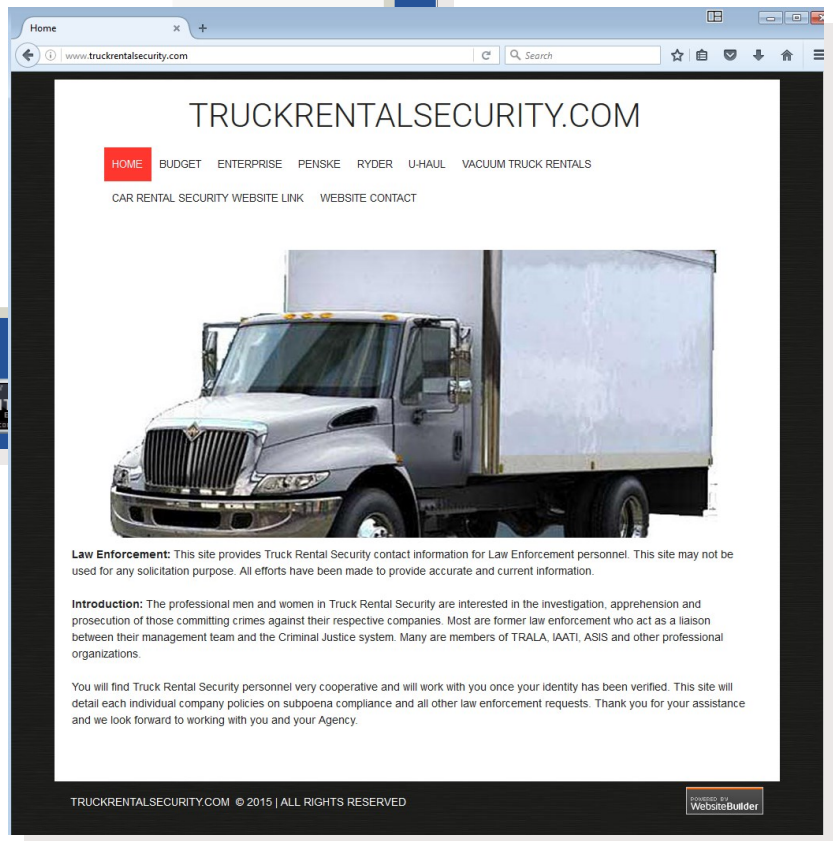 Home
www.truckrentalsecurity.com
Search
TRUCKRENTALSECURITY.COM
HOME BUDGET ENTERPRISE PENSKE RYDER U-HAUL VACUUM TRUCK RENTALS
CAR RENTAL SECURITY WEBSITE LINK WEBSITE CONTACT
Law Enforcement: This site provides Truck Rental Security contact information for Law Enforcement personnel. This site may not be
used for any solicitation purpose. All efforts have been made to provide accurate and current information.
Introduction: The professional men and women in Truck Rental Security are interested in the investigation, apprehension and
prosecution of those committing crimes against their respective companies. Most are former law enforcement who act as a liaison
between their management team and the Criminal Justice system. Many are members of TRALA, IAATI, ASIS and other professional
organizations.
You will find Truck Rental Security personnel very cooperative and will work with you once your identity has been verified. This site will
detail each individual company policies on subpoena compliance and all other law enforcement requests. Thank you for your assistance
and we look forward to working with you and your Agency.
TRUCKRENTALSECURITY.COM © 2015 | ALL RIGHTS RESERVED
POWERED BY
WebsiteBuilder